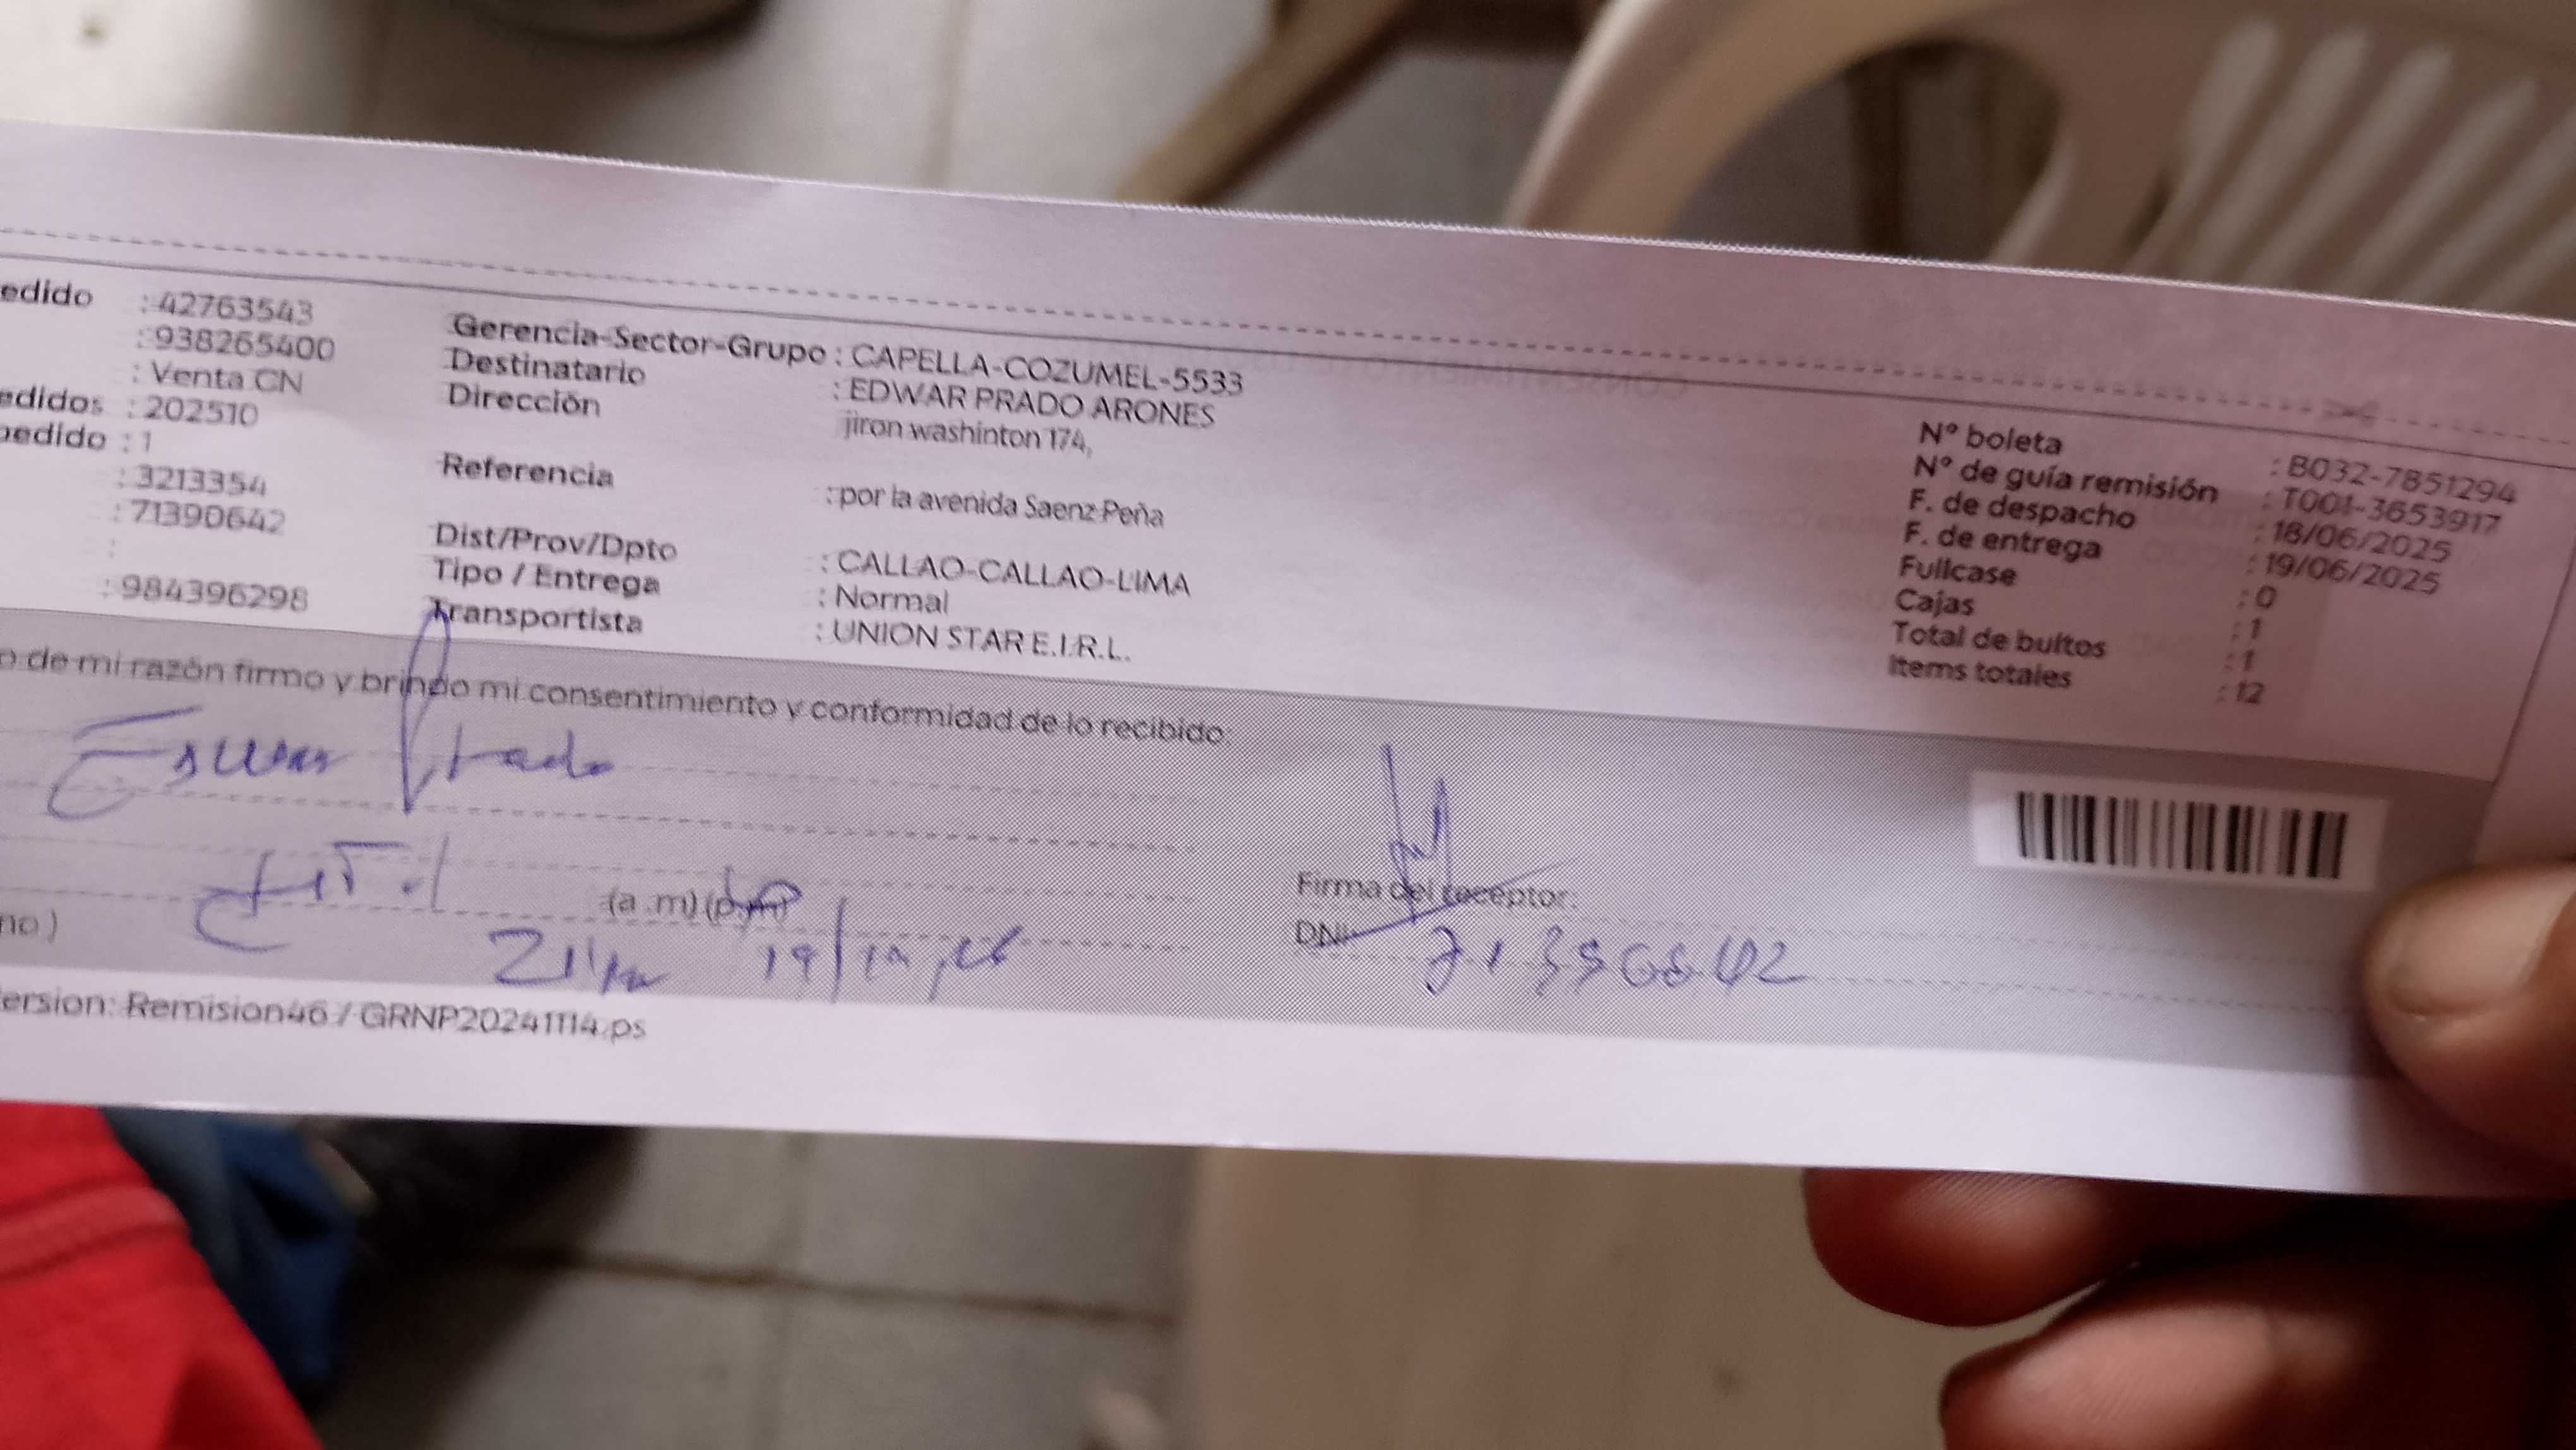 edido : 42763543
: 938265400
: Venta CN
edidos : 202510
pedido : 1
: 3213354
: 71390642
:
: 984396298
Gerencia-Sector-Grupo : CAPELLA-COZUMEL-5533
Destinatario : EDWAR PRADO ARONES
Dirección jiron washinton 174,
Referencia : por la avenida Saenz Peña
Dist/Prov/Dpto : CALLAO-CALLAO-LIMA
Tipo / Entrega : Normal
Transportista : UNION STAR E.I.R.L.
N° boleta : B032-7851294
N° de guía remisión : T001-3653917
F. de despacho : 18/06/2025
F. de entrega : 19/06/2025
Fullcase : 0
Cajas : 1
Total de bultos : 1
Items totales : 12
o de mi razón firmo y brindo mi consentimiento y conformidad de lo recibido:
Prado
(a .m) (p.m)
no )
Firma del receptor:
DNI:
ersion: Remision46 / GRNP20241114.ps